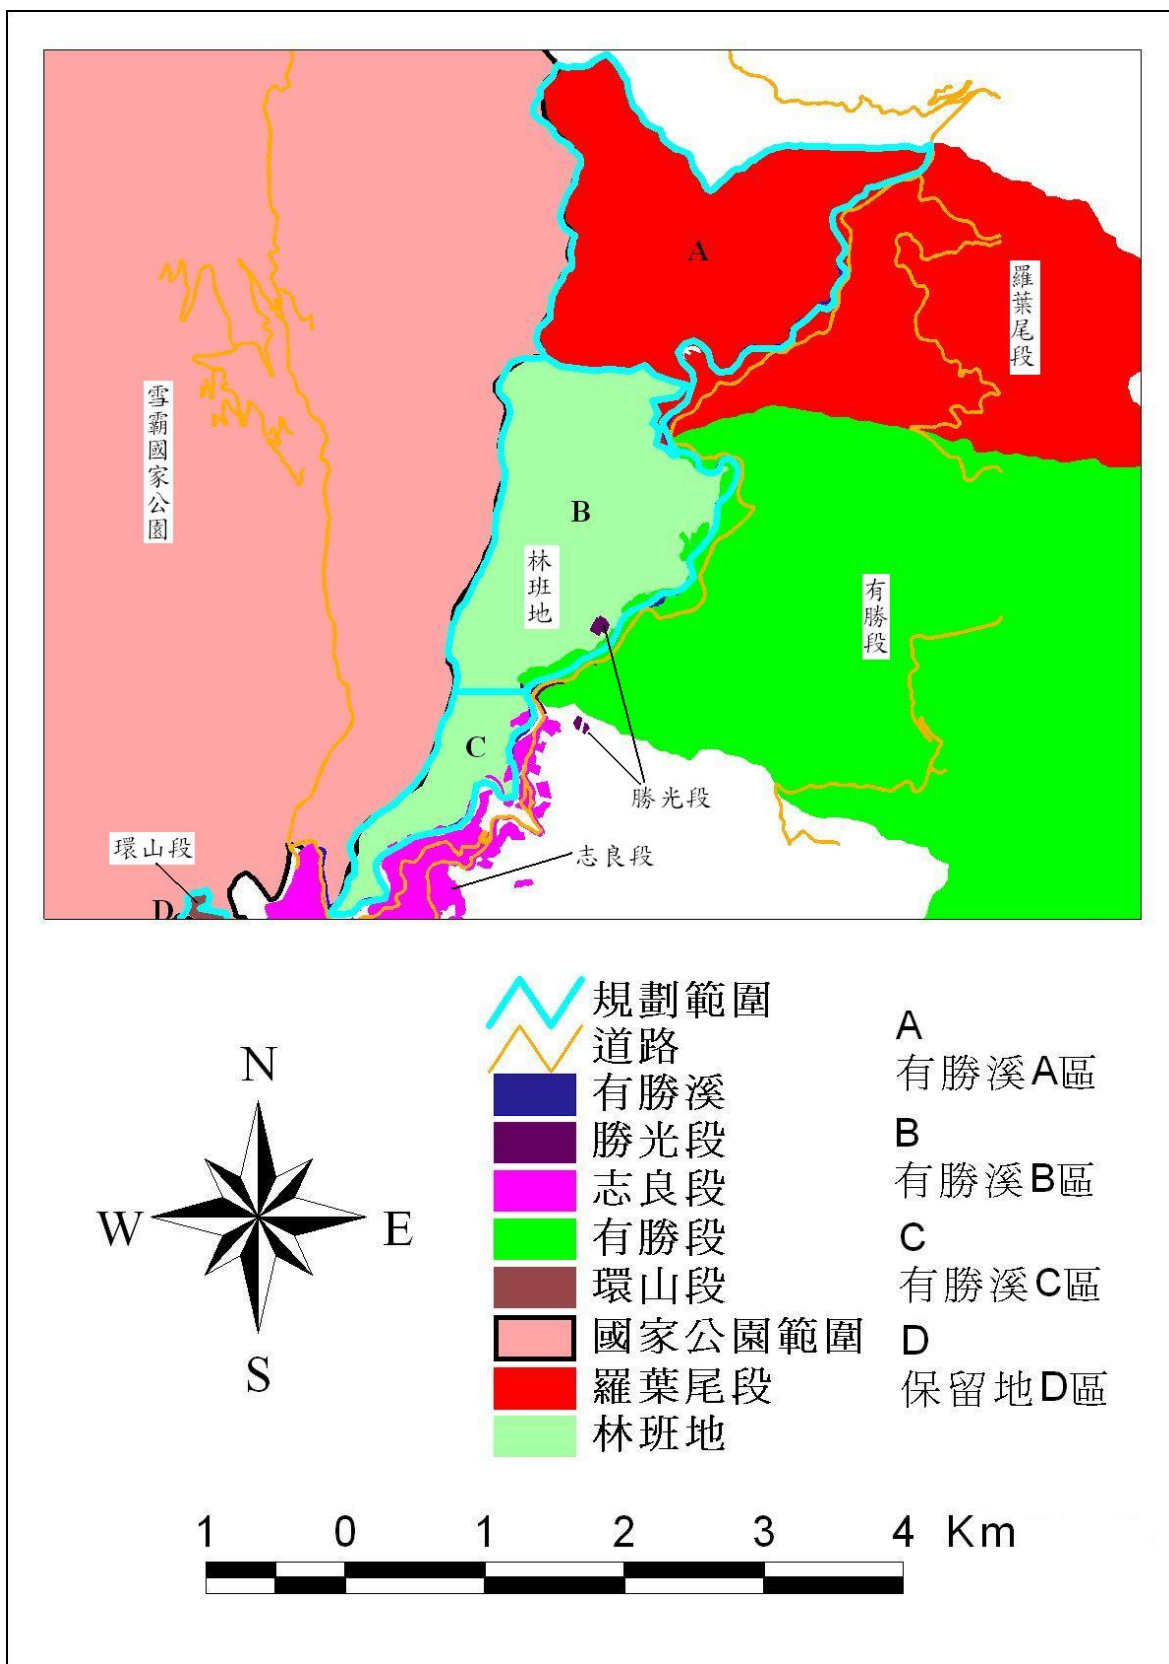 A
羅葉尾段
雪霸國家公園
B
林班地
有勝段
C
勝光段
環山段
志良段
D
規劃範圍
道路
有勝溪
勝光段
志良段
有勝段
環山段
國家公園範圍
羅葉尾段
林班地
A
有勝溪A區
B
有勝溪B區
C
有勝溪C區
D
保留地D區
N
W E
S
1 0 1 2 3 4 Km